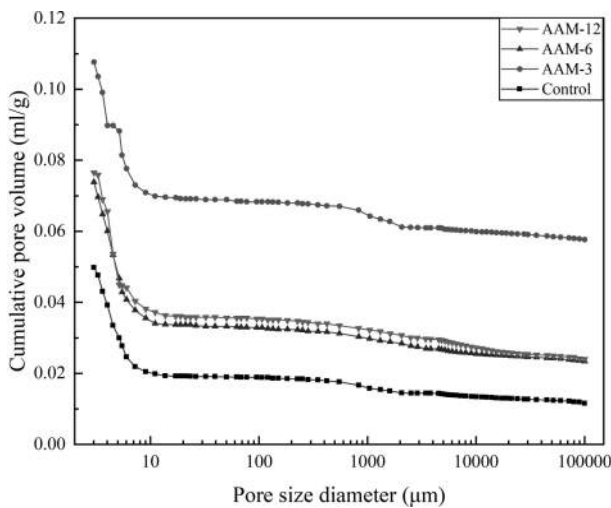 0.12
0.10
0.08
0.06
0.04
0.02
0.00
Cumulative pore volume (ml/g)
AAM-12
AAM-6
AAM-3
Control
10 100 1000 10000 100000
Pore size diameter (μm)